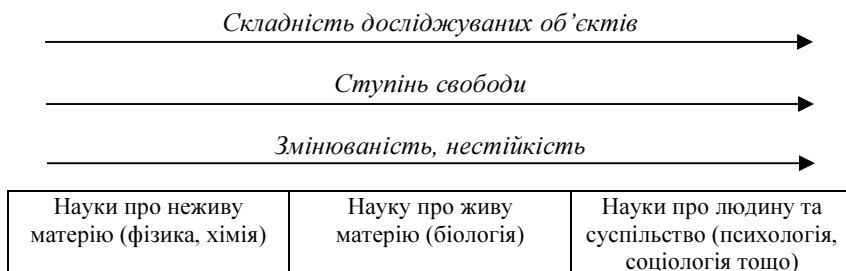 Складність досліджуваних об’єктів
Ступінь свободи
Змінюваність, нестійкість
Науки про неживу
матерію (фізика, хімія)
Науку про живу
матерію (біологія)
Науки про людину та
суспільство (психологія,
соціологія тощо)